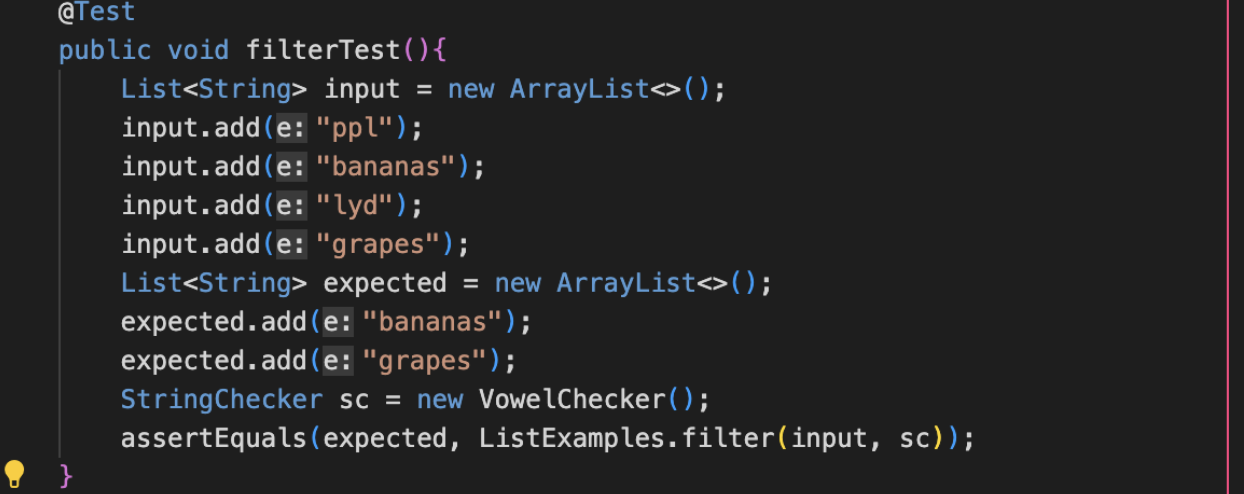 @Test
public void filterTest(){
List<String> input = new ArrayList<>();
input.add(e: "ppl");
input.add(e: "bananas");
input.add(e: "lyd");
input.add(e: "grapes");
List<String> expected = new ArrayList<>();
expected.add(e: "bananas");
expected.add(e: "grapes");
StringChecker sc = new VowelChecker();
assertEquals(expected, ListExamples.filter(input, sc));
}